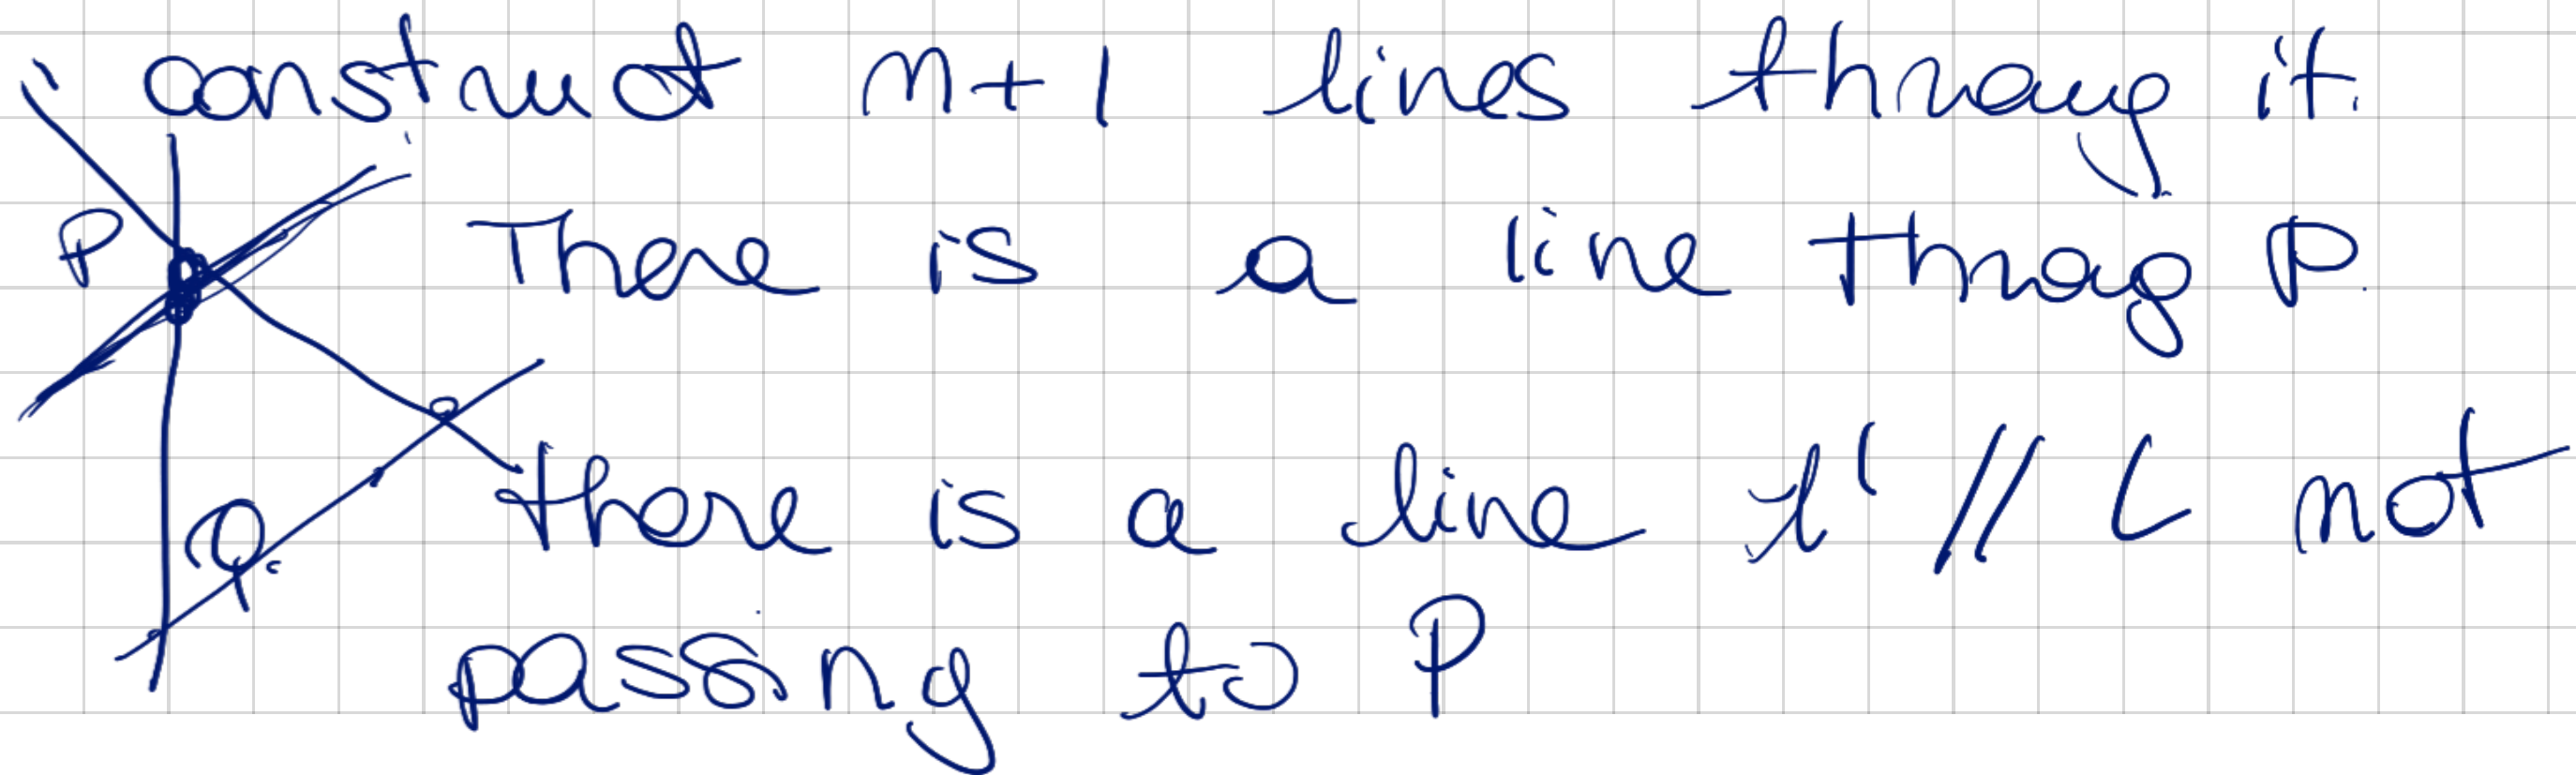 construct n+1 lines throug it.
P There is a line throug P.
Q. there is a line l' // L not
passing to P